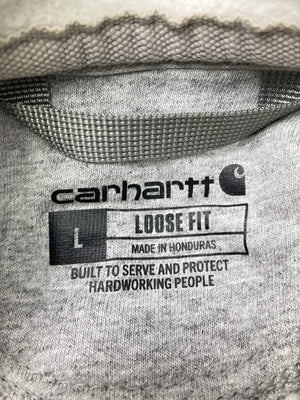 carhartt
L LOOSE FIT
MADE IN HONDURAS
BUILT TO SERVE AND PROTECT
HARDWORKING PEOPLE